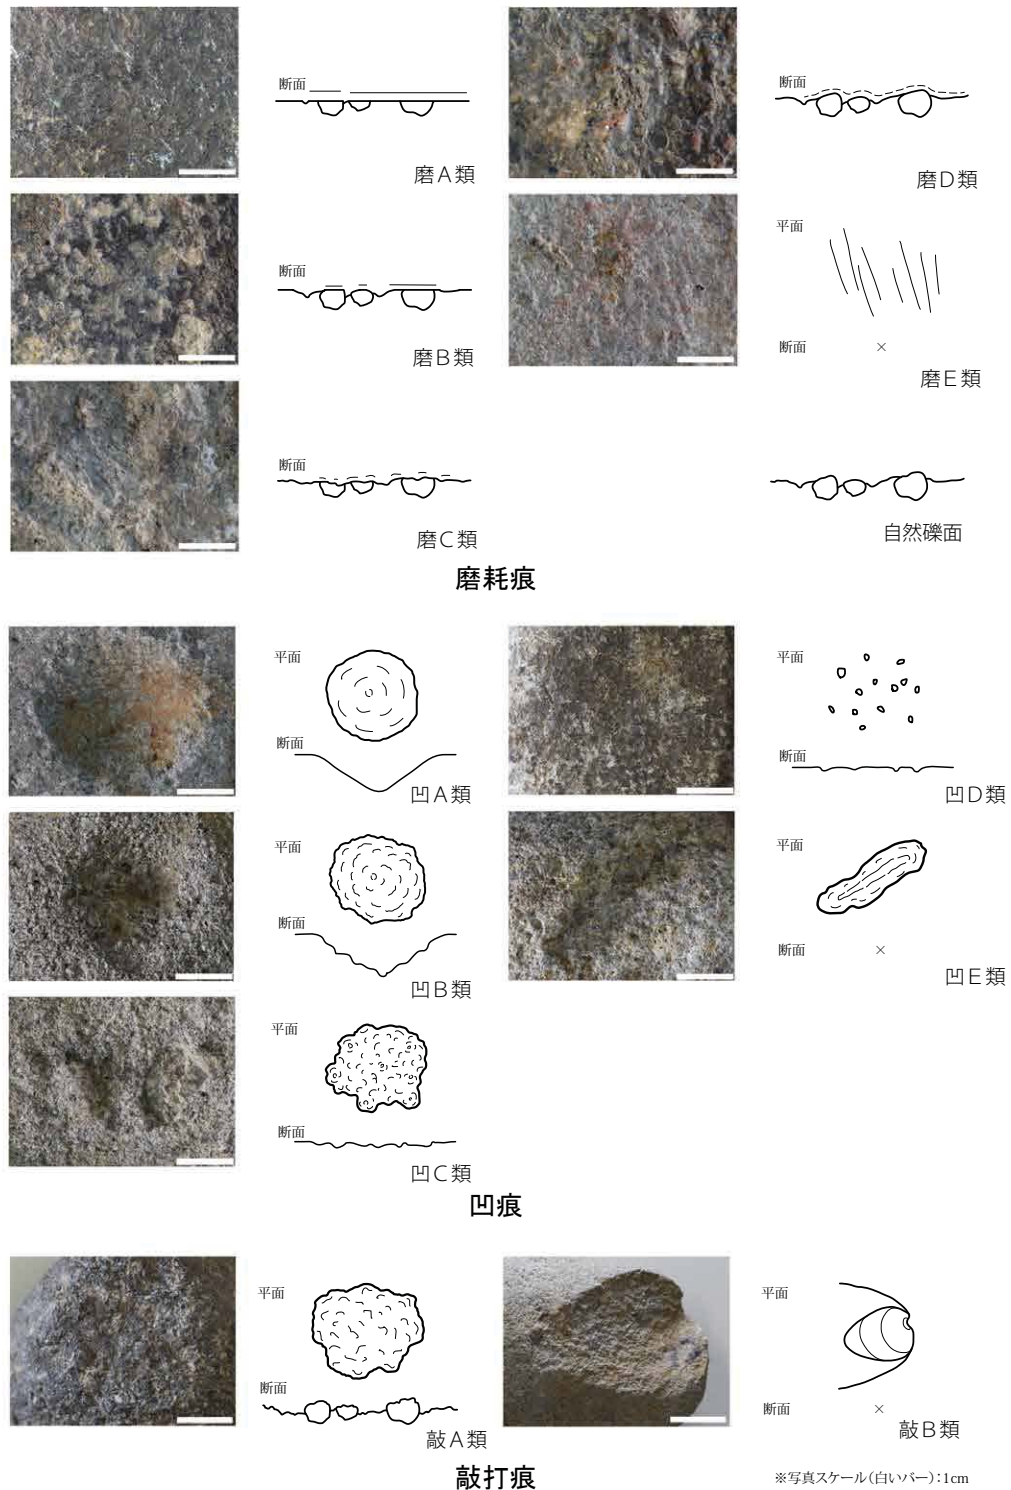 断面
磨A類
断面
磨B類
断面
磨C類
断面
磨D類
平面
断面 ×
磨E類
自然礫面
磨耗痕
平面
断面
凹A類
平面
断面
凹B類
平面
断面
凹C類
平面
断面
凹D類
平面
断面 ×
凹E類
凹痕
平面
断面
敲A類
平面
断面 ×
敲B類
敲打痕
※写真スケール(白いバー):1cm